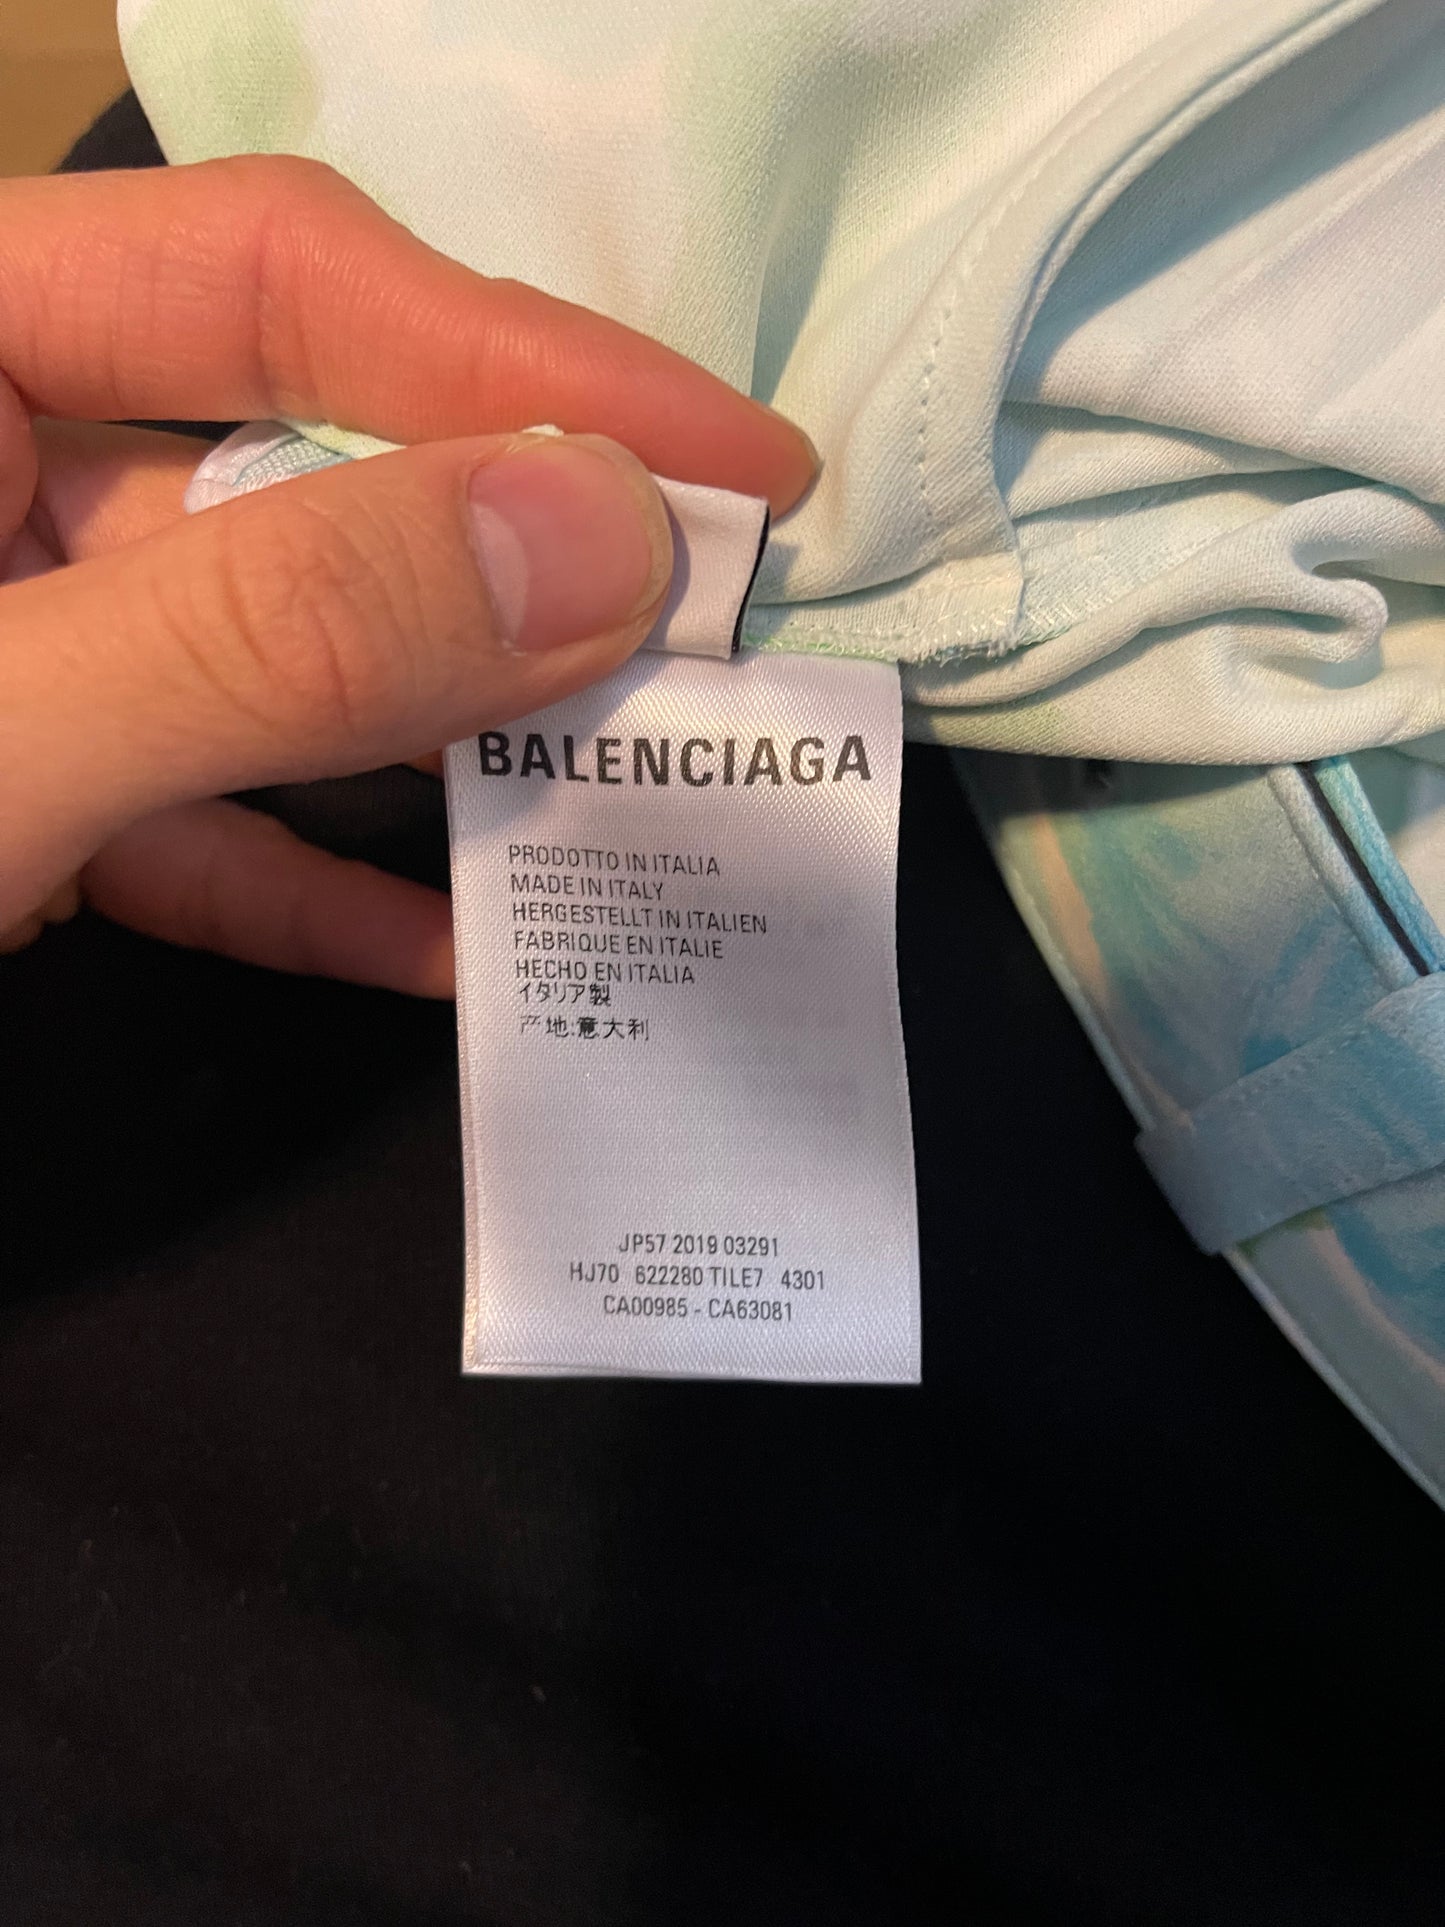 BALENCIAGA
PRODOTTO IN ITALIA
MADE IN ITALY
HERGESTELLT IN ITALIEN
FABRIQUE EN ITALIE
HECHO EN ITALIA
イタリア製
产地:意大利
JP57 2019 03291
HJ70 622280 TILE7 4301
CA00985 - CA63081